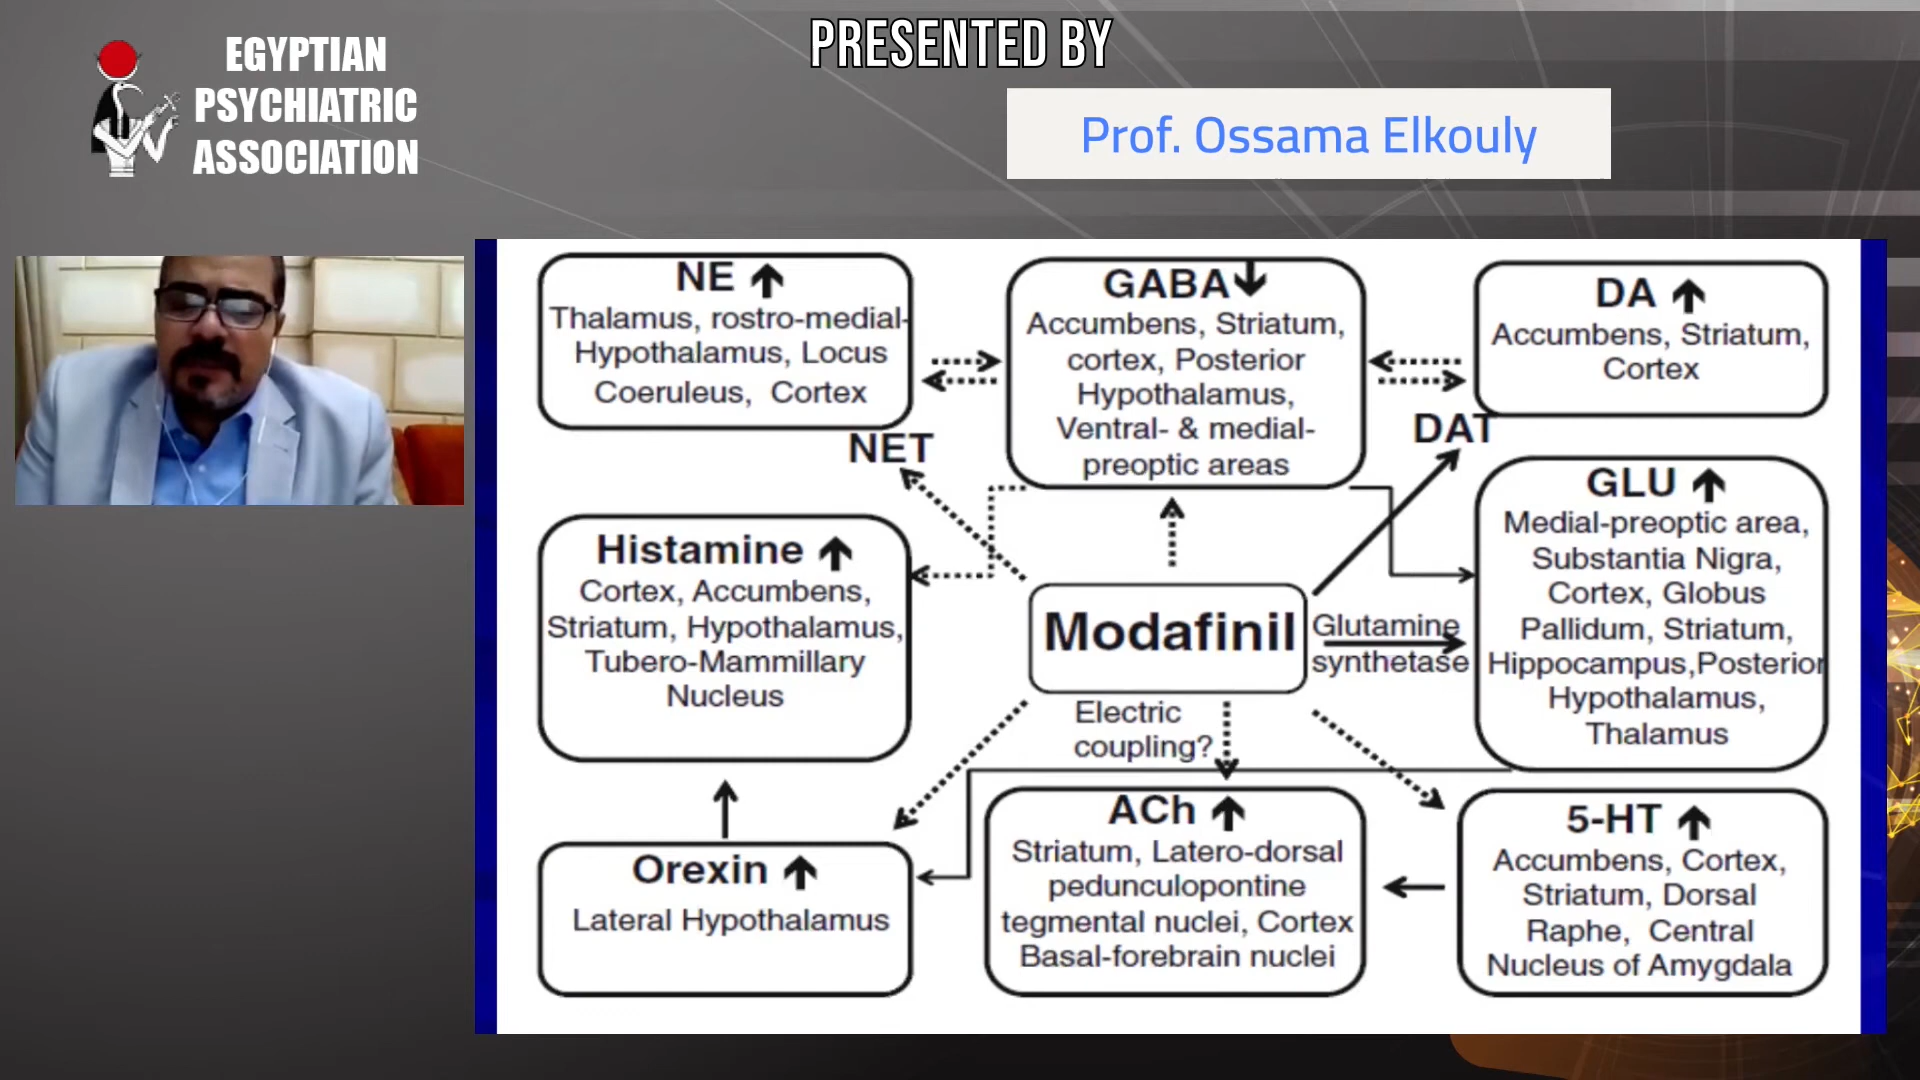 EGYPTIAN
PSYCHIATRIC
ASSOCIATION
PRESENTED BY
Prof. Ossama Elkouly
NE
Thalamus, rostro-medial-
Hypothalamus, Locus
Coeruleus, Cortex
GABA
Accumbens, Striatum,
cortex, Posterior
Hypothalamus,
Ventral- & medial-
preoptic areas
DA
Accumbens, Striatum,
Cortex
NET
DAT
Histamine
Cortex, Accumbens,
Striatum, Hypothalamus,
Tubero-Mammillary
Nucleus
Modafinil
Glutamine
synthetase
GLU
Medial-preoptic area,
Substantia Nigra,
Cortex, Globus
Pallidum, Striatum,
Hippocampus,Posterior
Hypothalamus,
Thalamus
Electric
coupling?
Orexin
Lateral Hypothalamus
ACh
Striatum, Latero-dorsal
pedunculopontine
tegmental nuclei, Cortex
Basal-forebrain nuclei
5-HT
Accumbens, Cortex,
Striatum, Dorsal
Raphe, Central
Nucleus of Amygdala